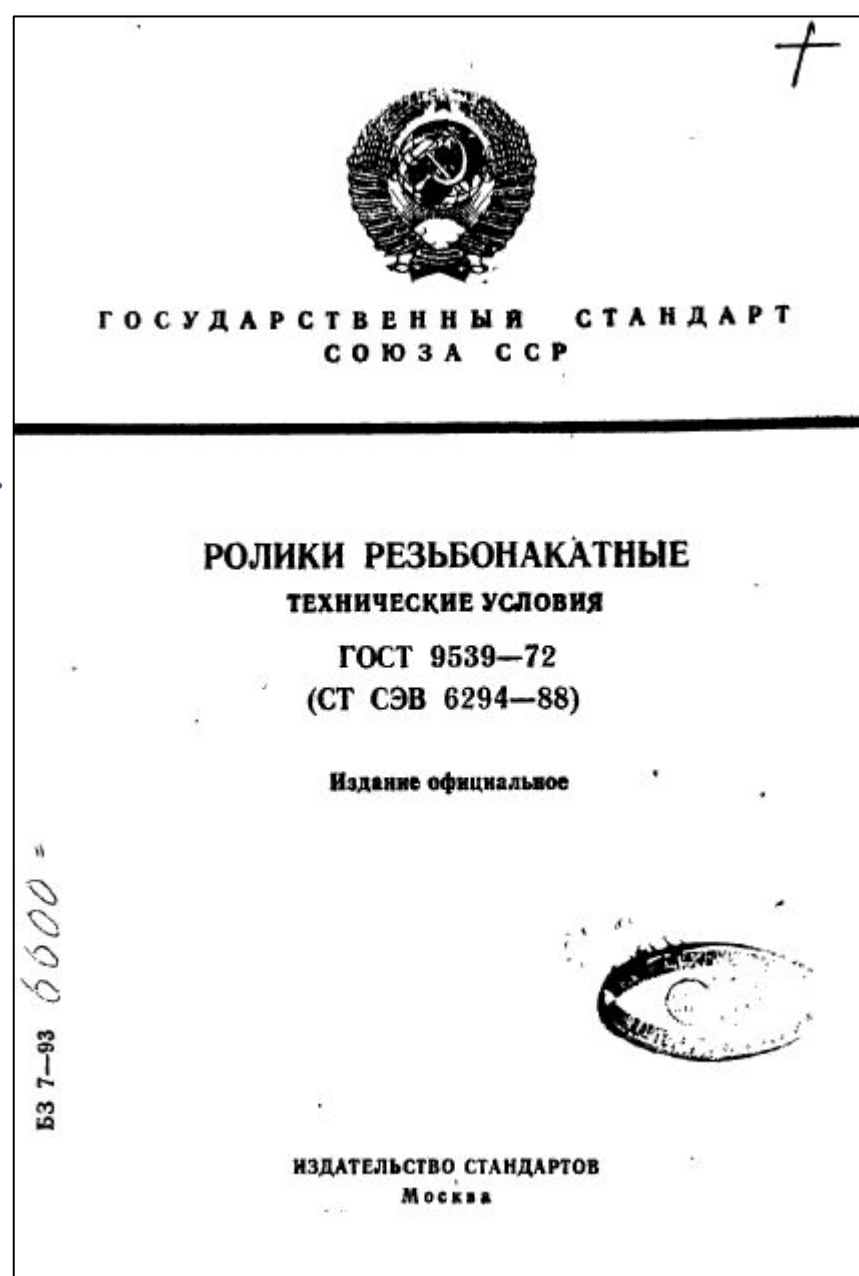 ГОСУДАРСТВЕННЫЙ СТАНДАРТ
СОЮЗА ССР
РОЛИКИ РЕЗЬБОНАКАТНЫЕ
ТЕХНИЧЕСКИЕ УСЛОВИЯ
ГОСТ 9539—72
(СТ СЭВ 6294—88)
Издание официальное
БЗ 7—93 6600 =
ИЗДАТЕЛЬСТВО СТАНДАРТОВ
Москва